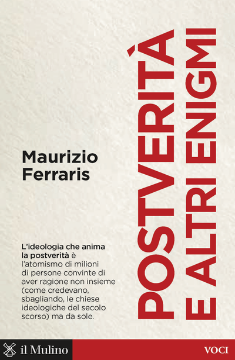 POSTVERITÀ
E ALTRI ENIGMI
Maurizio
Ferraris
L'ideologia che anima
la postverità è
l'atomismo di milioni
di persone convinte di
aver ragione non insieme
(come credevano,
sbagliando, le chiese
ideologiche del secolo
scorso) ma da sole.
il Mulino
VOCI